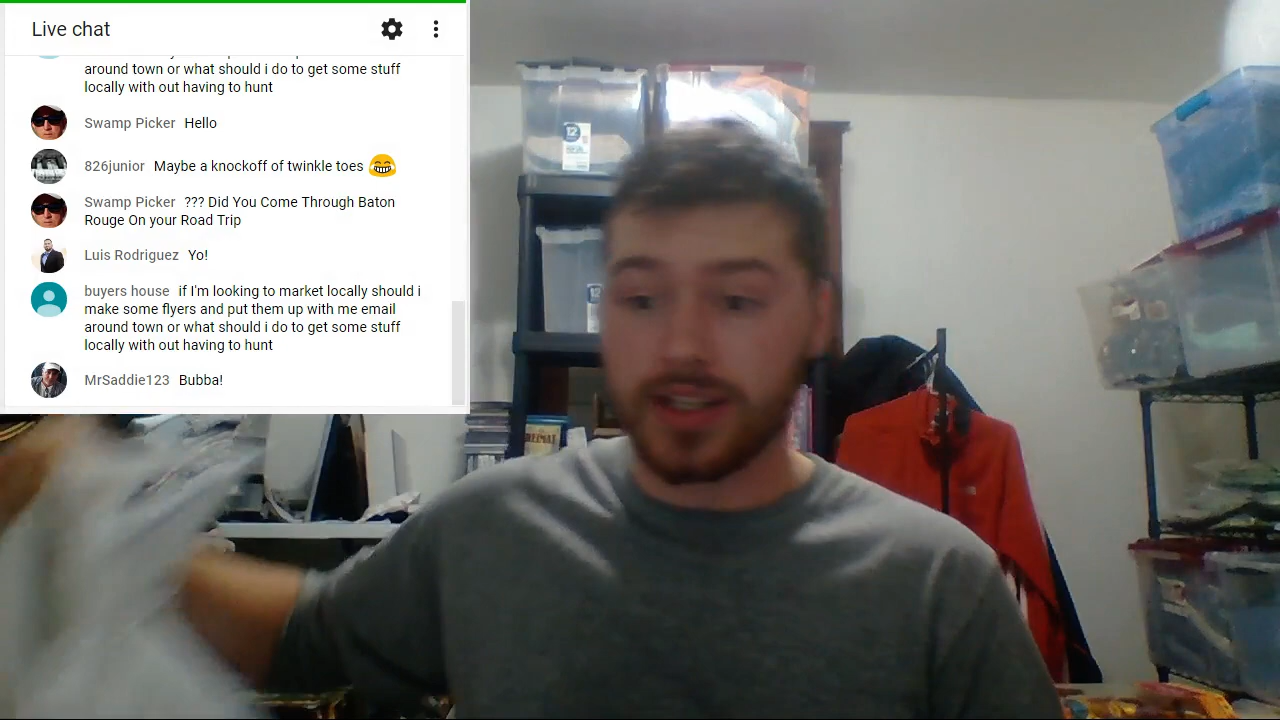 Live chat
around town or what should i do to get some stuff
locally with out having to hunt
Swamp Picker Hello
826junior Maybe a knockoff of twinkle toes 😂
Swamp Picker ??? Did You Come Through Baton
Rouge On your Road Trip
Luis Rodriguez Yo!
buyers house if I'm looking to market locally should i
make some flyers and put them up with me email
around town or what should i do to get some stuff
locally with out having to hunt
MrSaddie123 Bubba!
12
12